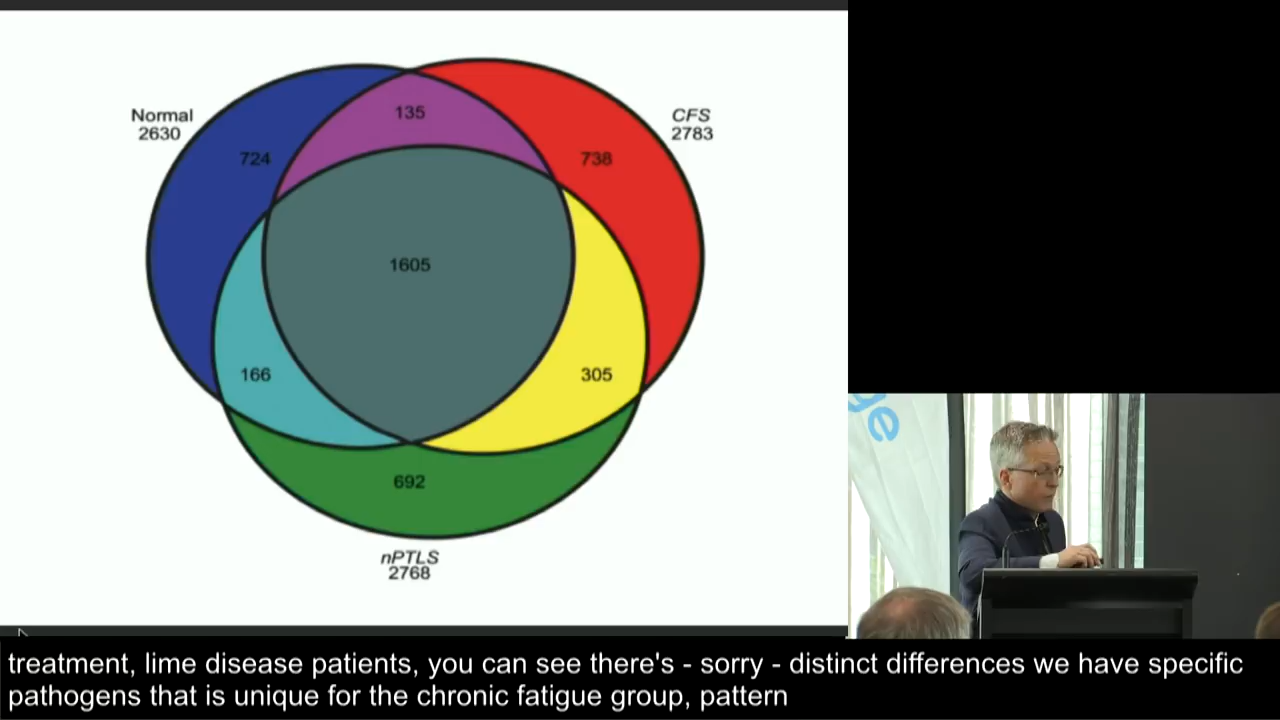 Normal
2630
CFS
2783
135
724
738
1605
166
305
692
nPTLS
2768
ge
treatment, lime disease patients, you can see there's - sorry - distinct differences we have specific
pathogens that is unique for the chronic fatigue group, pattern